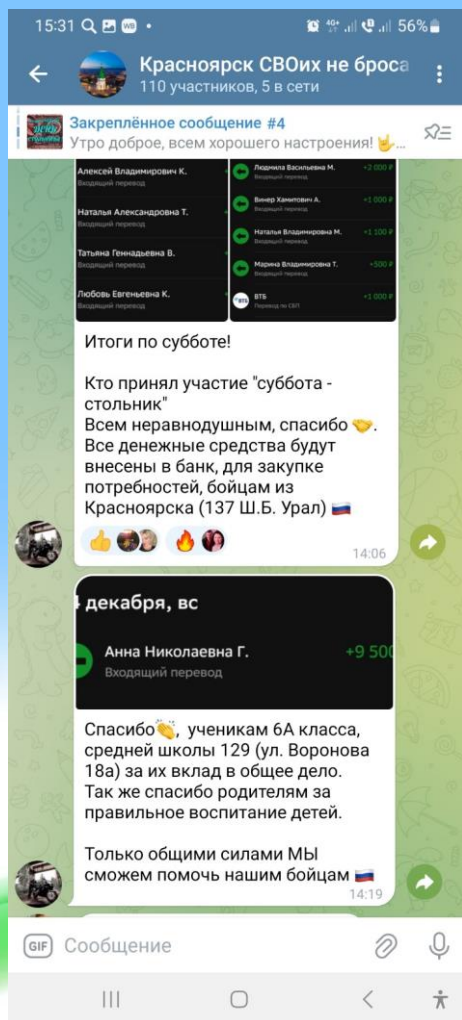 15:31
40+
56%
Красноярск СВОих не броса
110 участников, 5 в сети
Закреплённое сообщение #4
Утро доброе, всем хорошего настроения! 🤟...
Алексей Владимирович К.
Входящий перевод
Наталья Александровна Т.
Входящий перевод
Татьяна Геннадьевна В.
Входящий перевод
Любовь Евгеньевна К.
Входящий перевод
Людмила Васильевна М. +2 000 ₽
Входящий перевод
Винер Хамитович А. +1 000 ₽
Входящий перевод
Наталья Владимировна М. +1 100 ₽
Входящий перевод
Марина Владимировна Т. +500 ₽
Входящий перевод
ВТБ +1 000 ₽
Перевод по СБП
Итоги по субботе!
Кто принял участие "суббота -
стольник"
Всем неравнодушным, спасибо 🤝.
Все денежные средства будут
внесены в банк, для закупке
потребностей, бойцам из
Красноярска (137 Ш.Б. Урал) 🇷🇺
14:06
декабря, вс
Анна Николаевна Г. +9 500
Входящий перевод
Спасибо👏, ученикам 6А класса,
средней школы 129 (ул. Воронова
18а) за их вклад в общее дело.
Так же спасибо родителям за
правильное воспитание детей.
Только общими силами МЫ
сможем помочь нашим бойцам 🇷🇺
14:19
GIF Сообщение